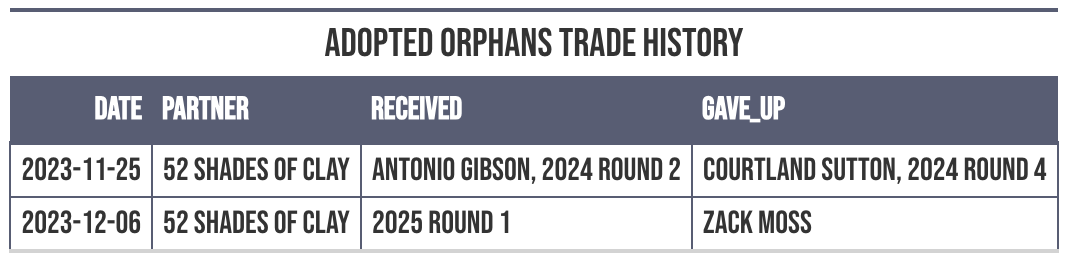 ADOPTED ORPHANS TRADE HISTORY
DATE PARTNER RECEIVED GAVE_UP
2023-11-25 52 SHADES OF CLAY ANTONIO GIBSON, 2024 ROUND 2 COURTLAND SUTTON, 2024 ROUND 4
2023-12-06 52 SHADES OF CLAY 2025 ROUND 1 ZACK MOSS